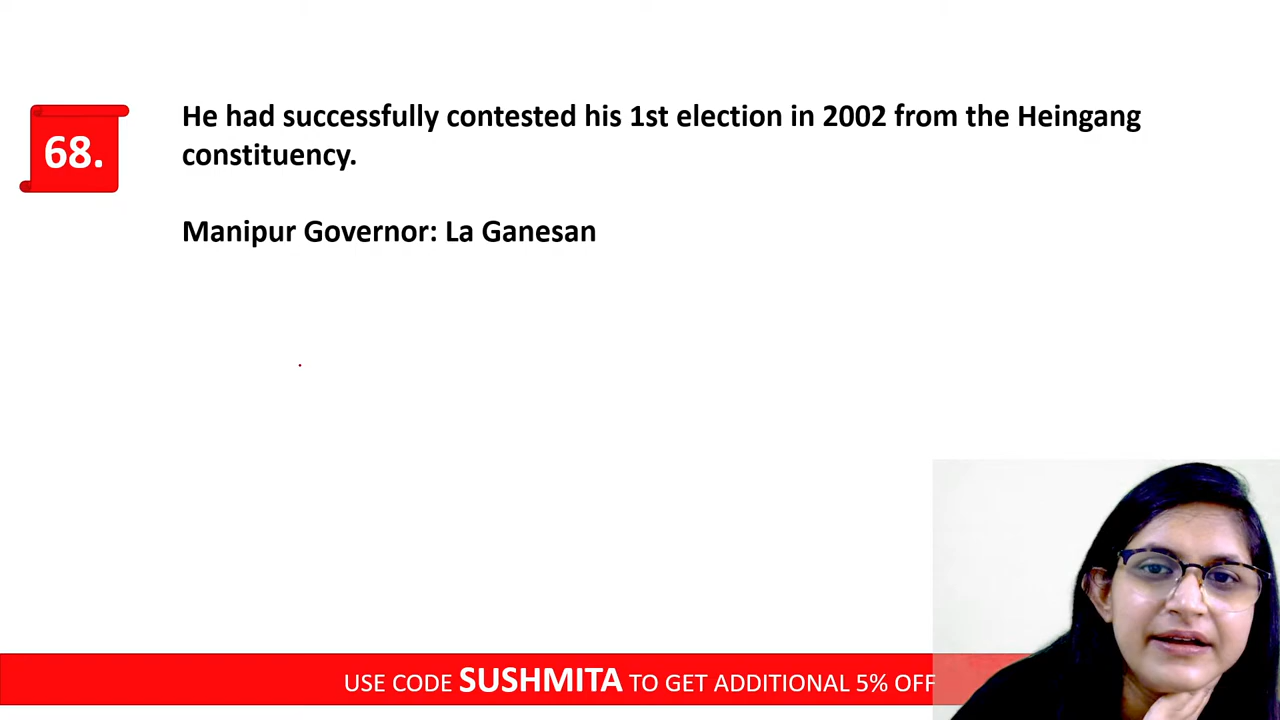 68.
He had successfully contested his 1st election in 2002 from the Heingang
constituency.
Manipur Governor: La Ganesan
USE CODE SUSHMITA TO GET ADDITIONAL 5% OFF